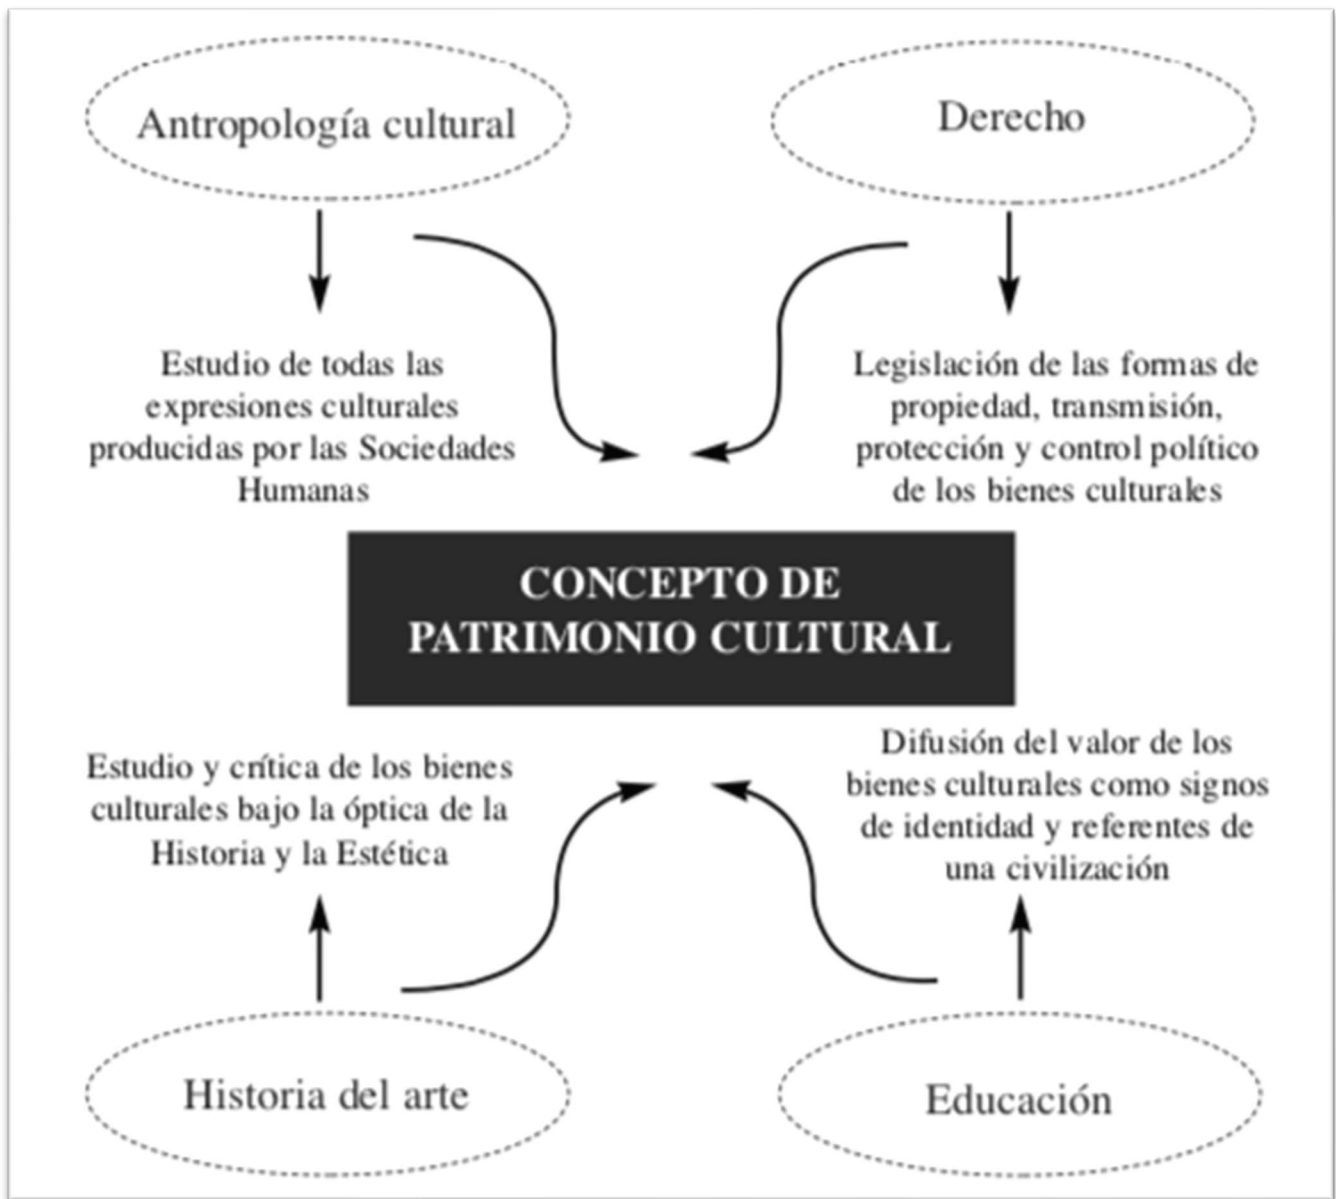 Antropología cultural
Derecho
Estudio de todas las
expresiones culturales
producidas por las Sociedades
Humanas
Legislación de las formas de
propiedad, transmisión,
protección y control político
de los bienes culturales
CONCEPTO DE
PATRIMONIO CULTURAL
Estudio y crítica de los bienes
culturales bajo la óptica de la
Historia y la Estética
Difusión del valor de los
bienes culturales como signos
de identidad y referentes de
una civilización
Historia del arte
Educación